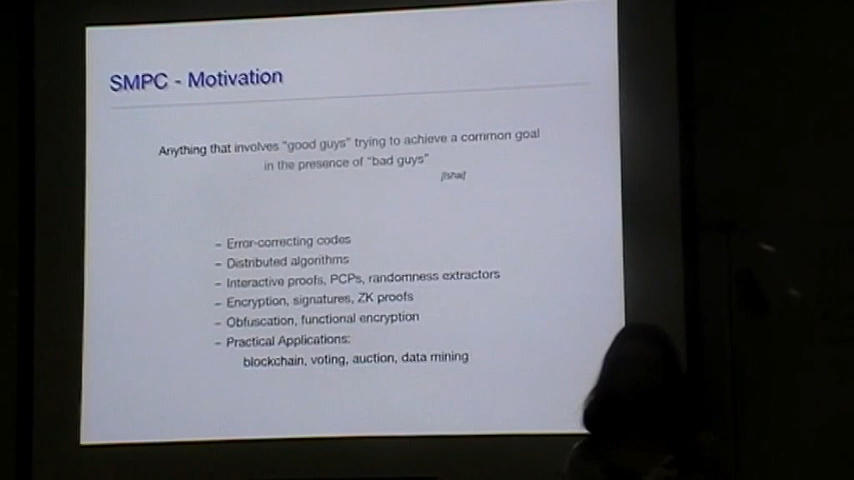 SMPC - Motivation
Anything that involves "good guys" trying to achieve a common goal
in the presence of "bad guys"
[Ishai]
– Error-correcting codes
– Distributed algorithms
– Interactive proofs, PCPs, randomness extractors
– Encryption, signatures, ZK proofs
– Obfuscation, functional encryption
– Practical Applications:
blockchain, voting, auction, data mining